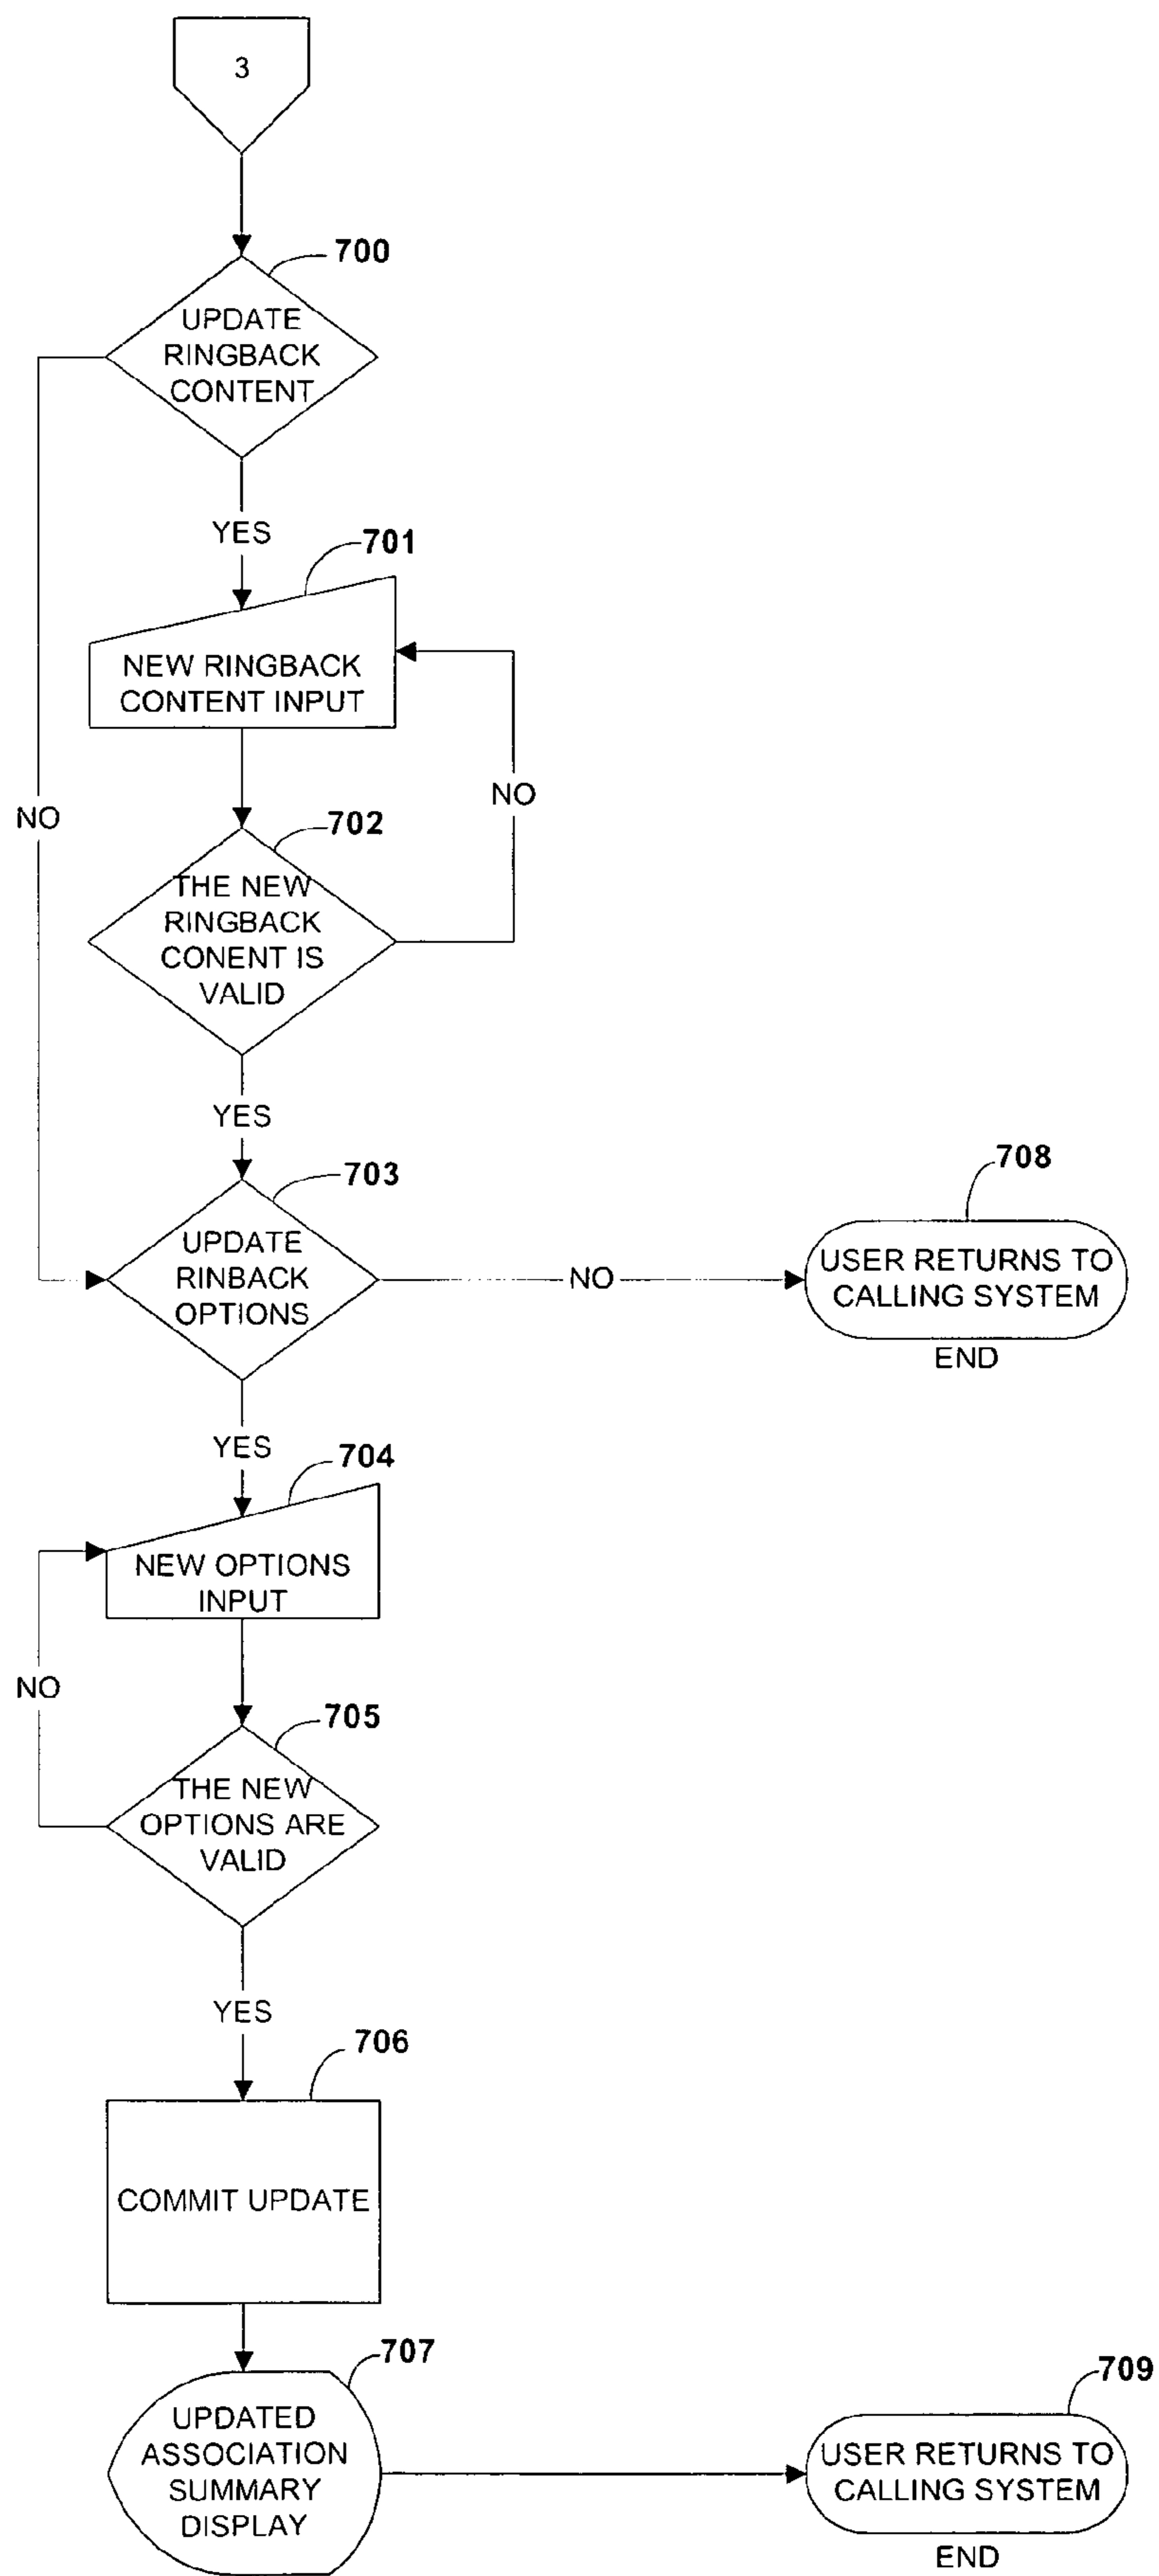 3
700
UPDATE
RINGBACK
CONTENT
YES
701
NEW RINGBACK
CONTENT INPUT
NO
NO
702
THE NEW
RINGBACK
CONENT IS
VALID
YES
703
UPDATE
RINBACK
OPTIONS
NO
708
USER RETURNS TO
CALLING SYSTEM
END
YES
704
NEW OPTIONS
INPUT
NO
705
THE NEW
OPTIONS ARE
VALID
YES
706
COMMIT UPDATE
707
UPDATED
ASSOCIATION
SUMMARY
DISPLAY
709
USER RETURNS TO
CALLING SYSTEM
END